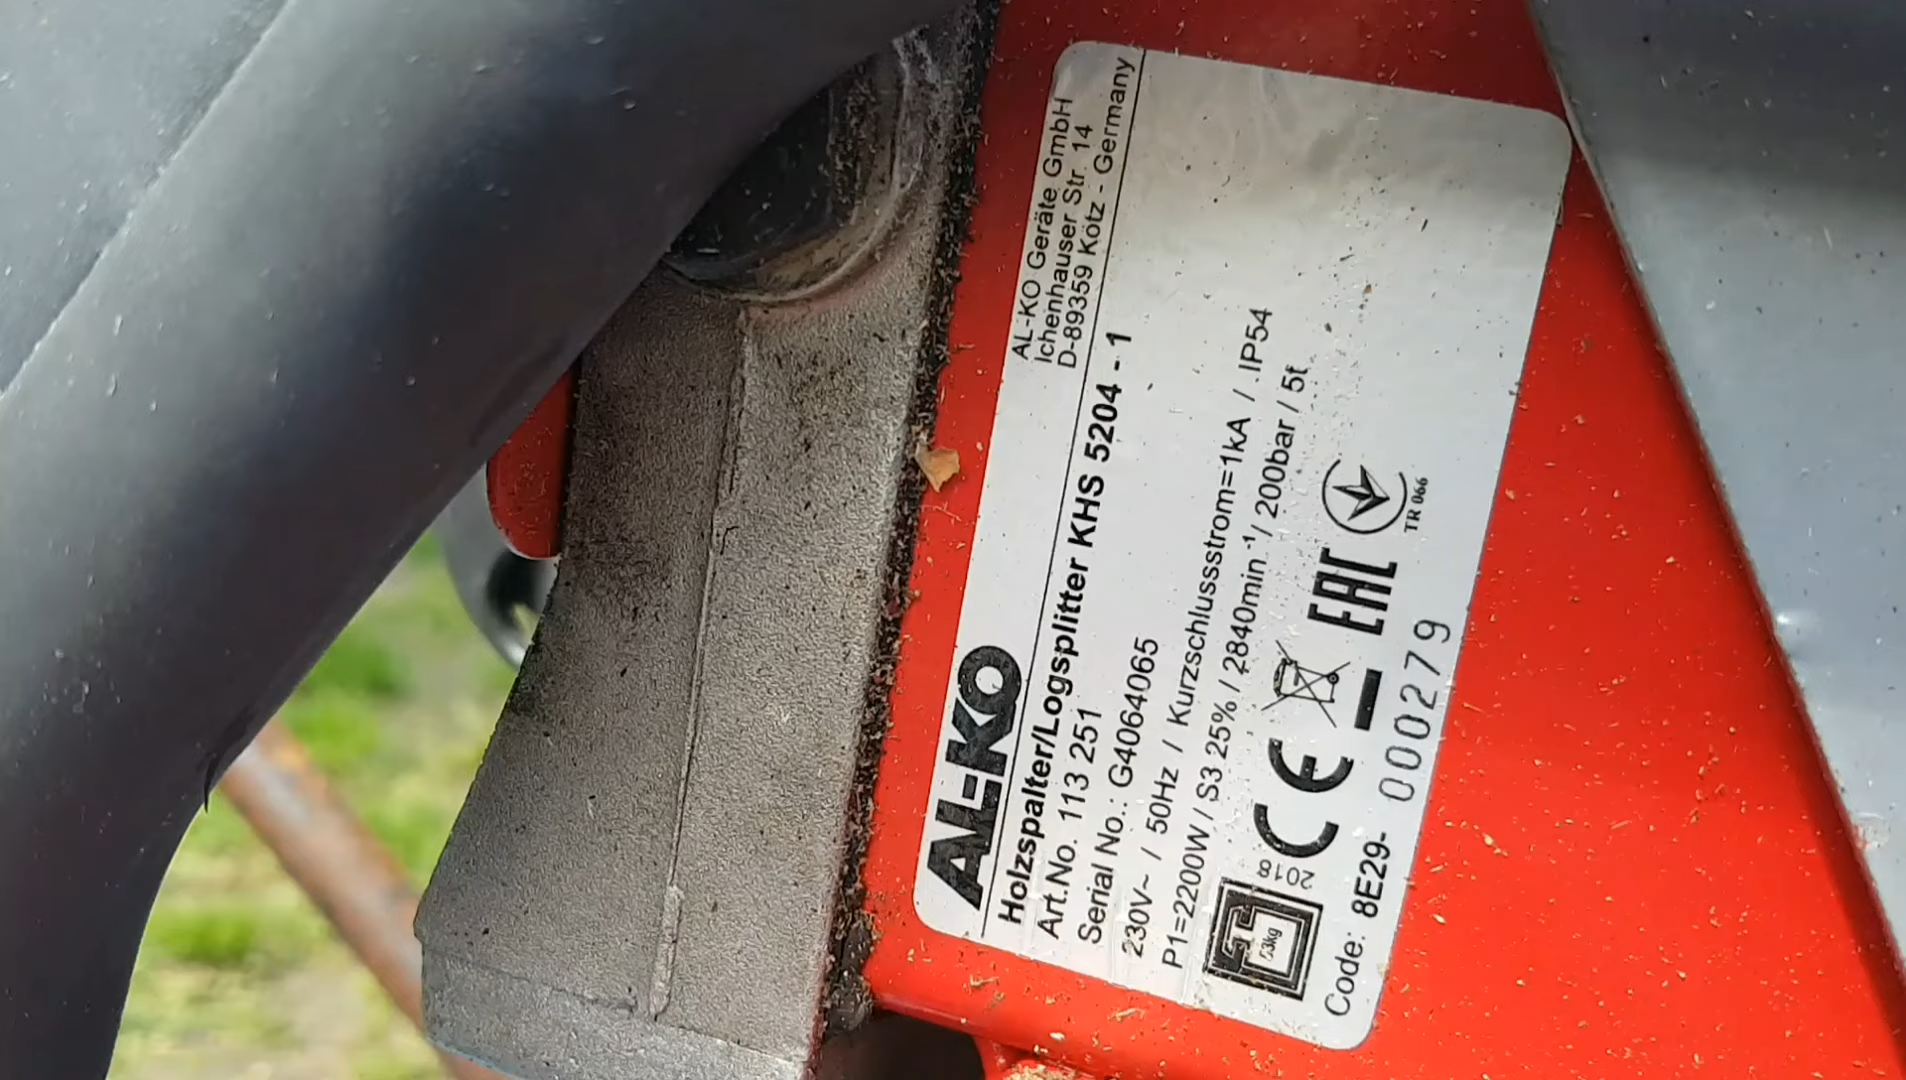 AL-KO
AL-KO Geräte GmbH
Ichenhauser Str. 14
D-89359 Kötz - Germany
Holzspalter/Logsplitter KHS 5204 - 1
Art.No. 113 251
Serial No.: G4064065
230V~ / 50Hz / Kurzschlussstrom=1kA / IP54
P1=2200W / S3 25% / 2840min⁻¹/ 200bar / 5t
2018
CE
EAC
TR 066
Code: 8E29- 000279